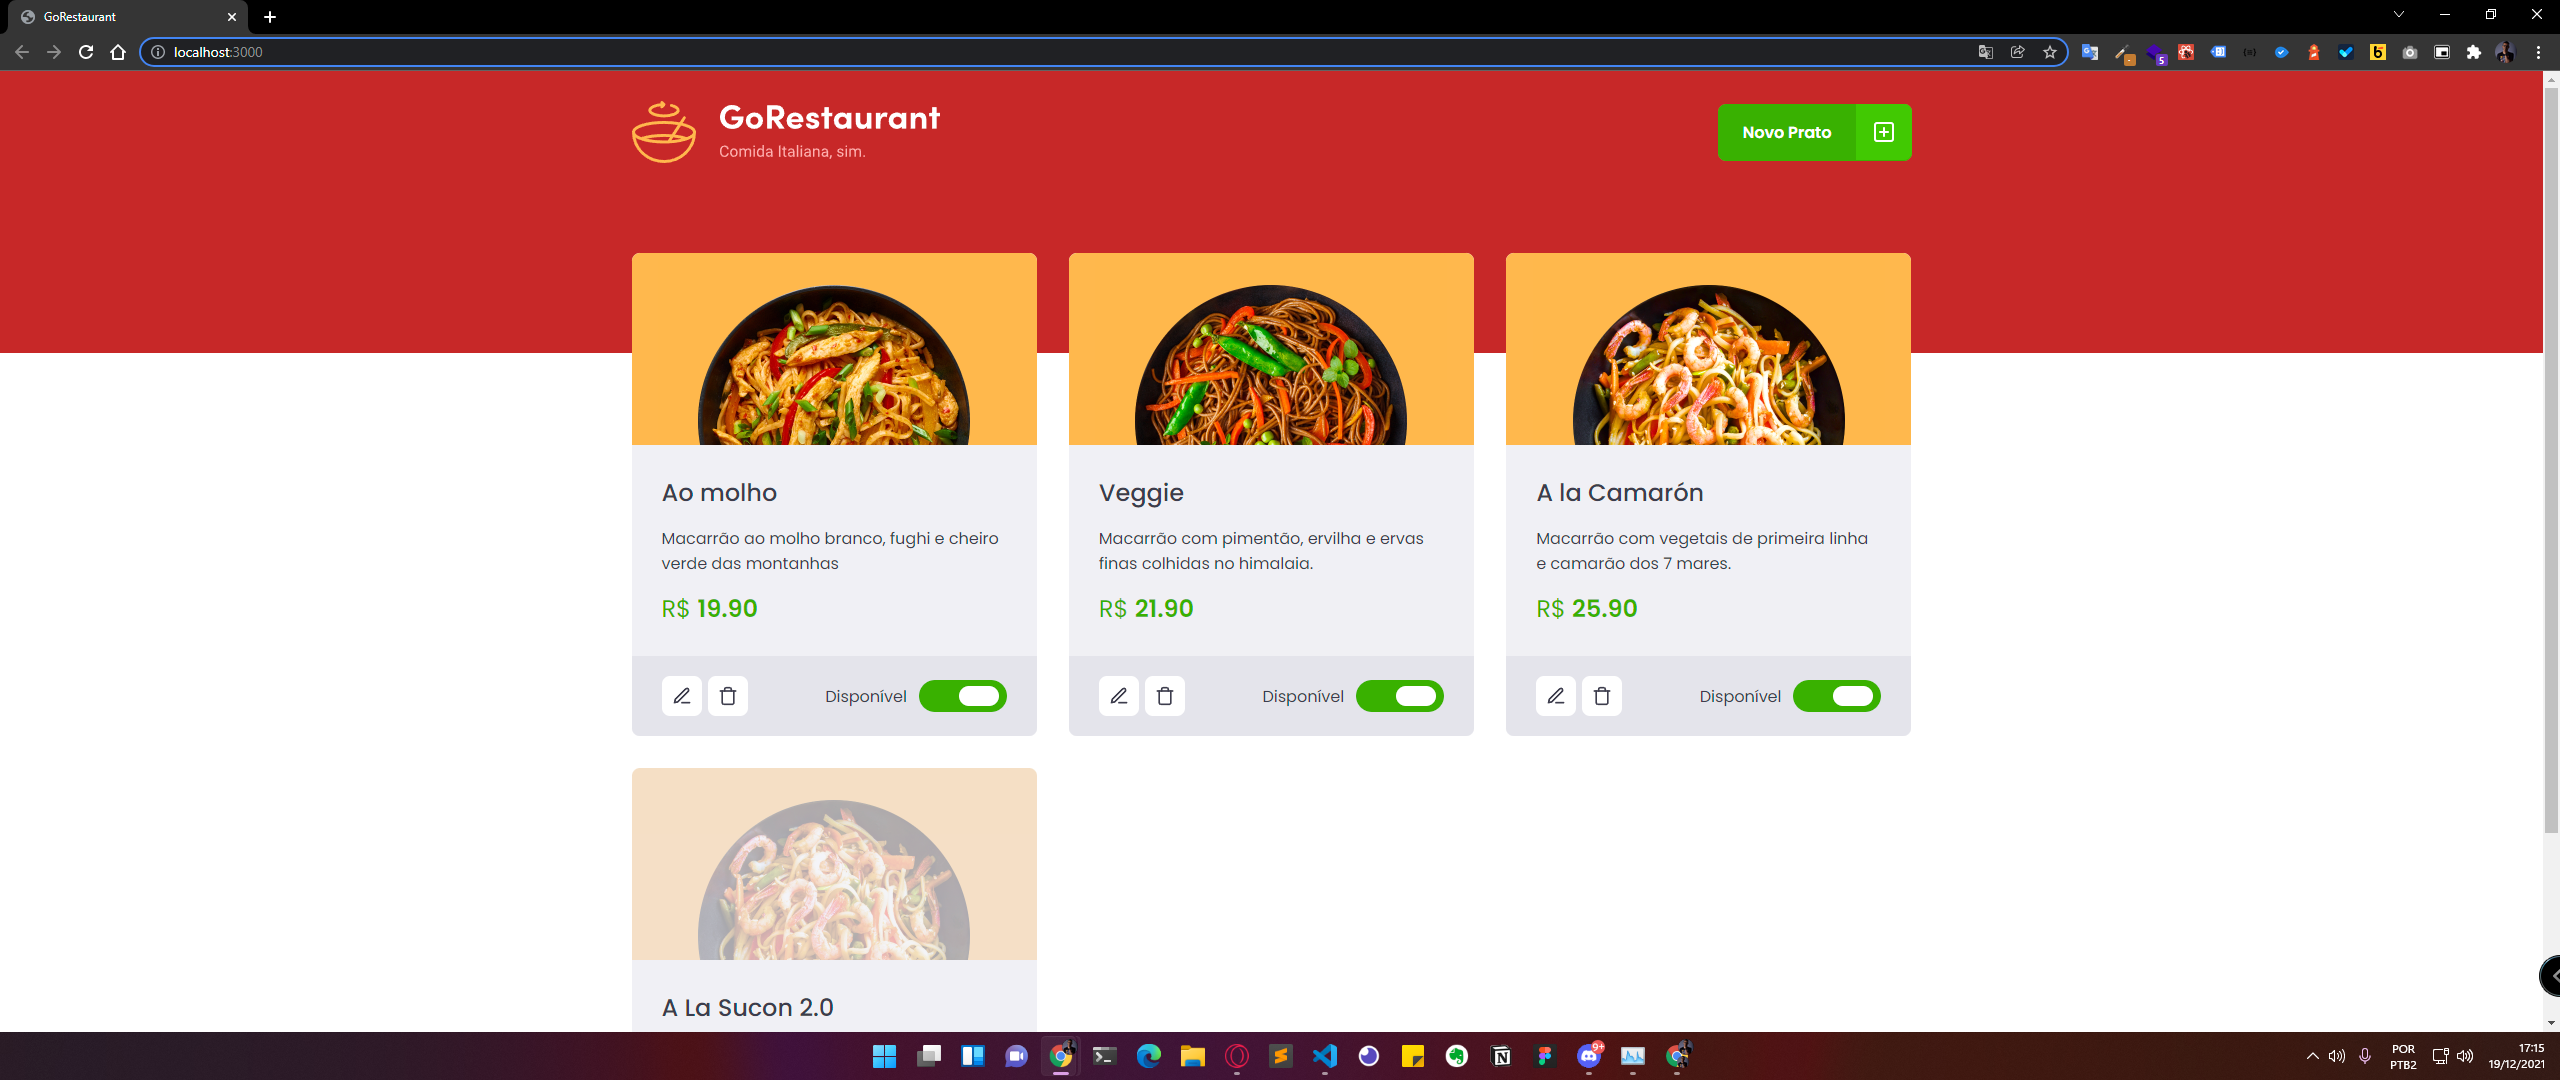 GoRestaurant
localhost:3000
5
GoRestaurant
Comida Italiana, sim.
Novo Prato
Ao molho
Macarrão ao molho branco, fughi e cheiro
verde das montanhas
R$ 19.90
Disponível
Veggie
Macarrão com pimentão, ervilha e ervas
finas colhidas no himalaia.
R$ 21.90
Disponível
A la Camarón
Macarrão com vegetais de primeira linha
e camarão dos 7 mares.
R$ 25.90
Disponível
A La Sucon 2.0
9+
POR
PTB2
17:15
19/12/2021